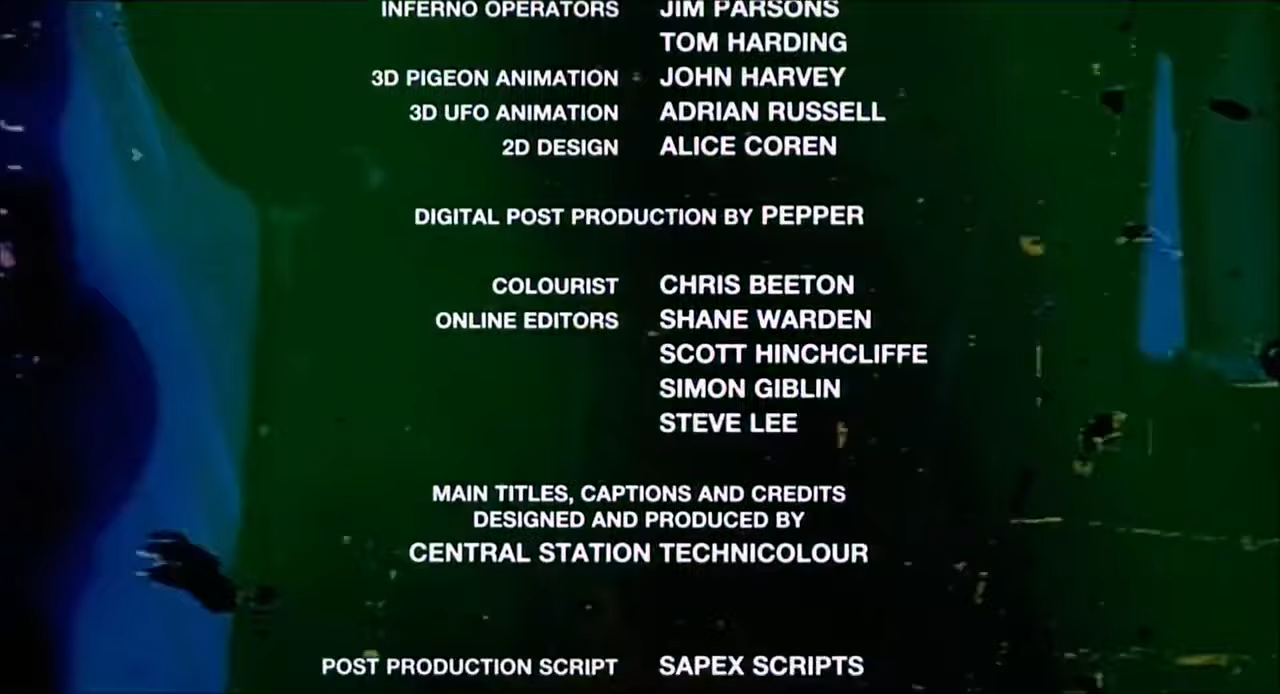 INFERNO OPERATORS JIM PARSONS
TOM HARDING
3D PIGEON ANIMATION JOHN HARVEY
3D UFO ANIMATION ADRIAN RUSSELL
2D DESIGN ALICE COREN
DIGITAL POST PRODUCTION BY PEPPER
COLOURIST CHRIS BEETON
ONLINE EDITORS SHANE WARDEN
SCOTT HINCHCLIFFE
SIMON GIBLIN
STEVE LEE
MAIN TITLES, CAPTIONS AND CREDITS
DESIGNED AND PRODUCED BY
CENTRAL STATION TECHNICOLOUR
POST PRODUCTION SCRIPT SAPEX SCRIPTS